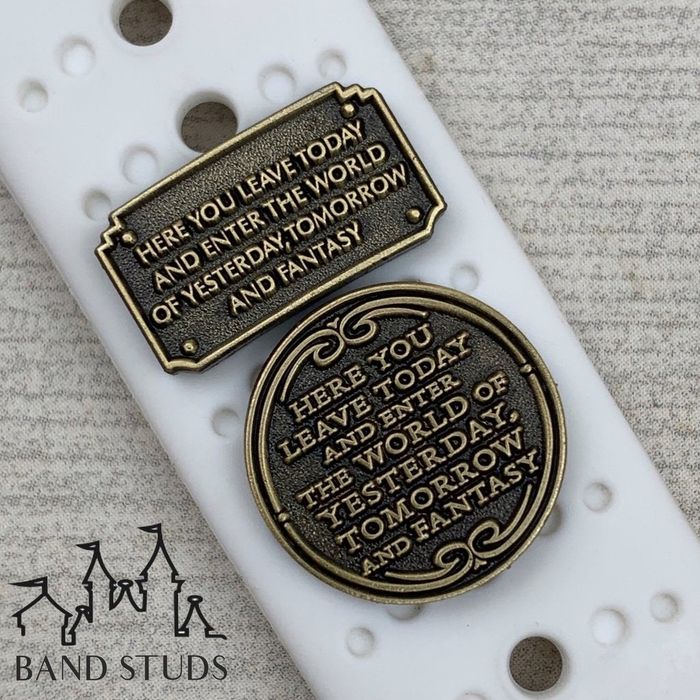 HERE YOU LEAVE TODAY
AND ENTER THE WORLD
OF YESTERDAY, TOMORROW
AND FANTASY
HERE YOU
LEAVE TODAY
AND ENTER
THE WORLD OF
YESTERDAY,
TOMORROW
AND FANTASY
BAND STUDS